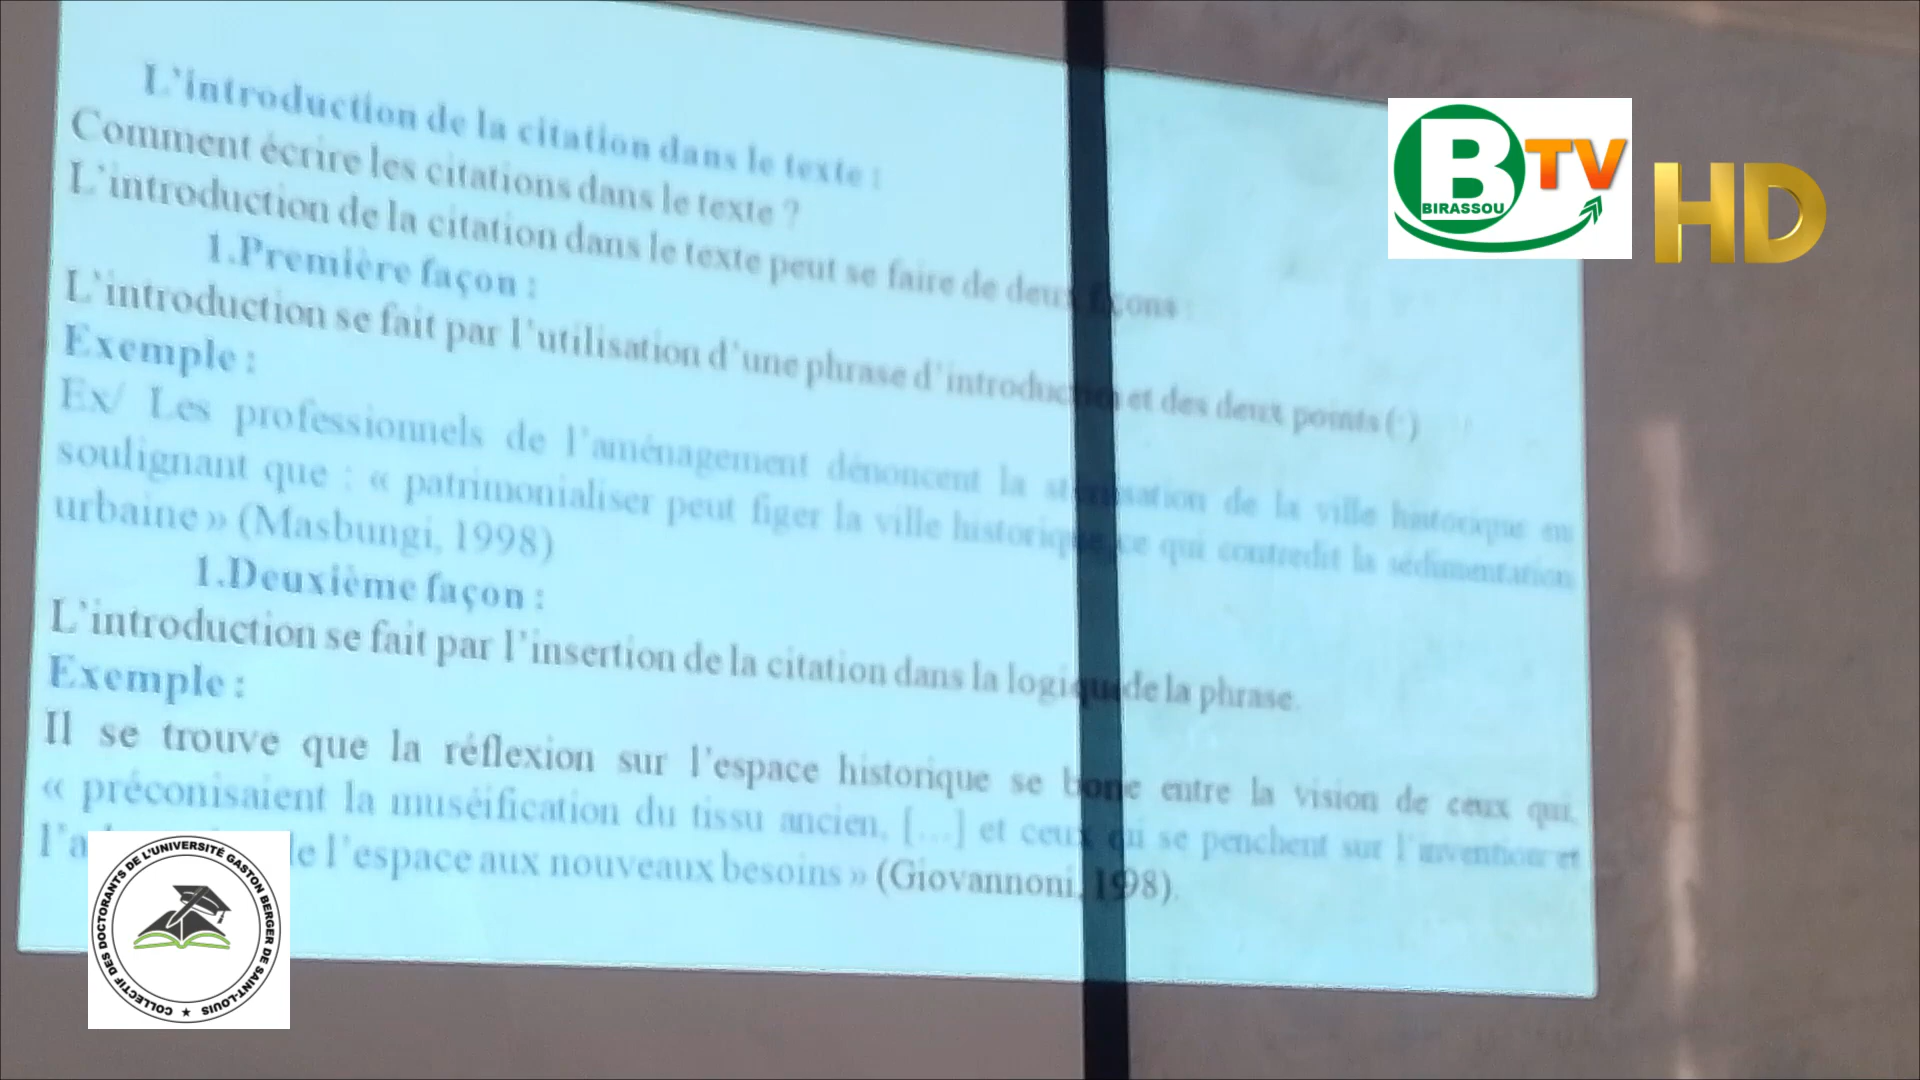 L'introduction de la citation dans le texte :
Comment écrire les citations dans le texte ?
L'introduction de la citation dans le texte peut se faire de deux façons :
1.Première façon :
L'introduction se fait par l'utilisation d'une phrase d'introduction et des deux points (:)
Exemple :
Ex/ Les professionnels de l'aménagement dénoncent la de la ville historique en
soulignant que : « patrimonialiser peut figer la ville historique, ce qui contredit la sédimentation
urbaine » (Masbungi, 1998)
1.Deuxième façon :
L'introduction se fait par l'insertion de la citation dans la logique de la phrase.
Exemple :
Il se trouve que la réflexion sur l'espace historique se entre la vision de ceux qui,
« préconisaient la muséification du tissu ancien, [...] et ceux qui se penchent sur l'invention et
de l'espace aux nouveaux besoins » (Giovannoni,
B TV
BIRASSOU
HD
COLLECTIF DES DOCTORANTS DE L'UNIVERSITÉ GASTON BERGER DE SAINT-LOUIS